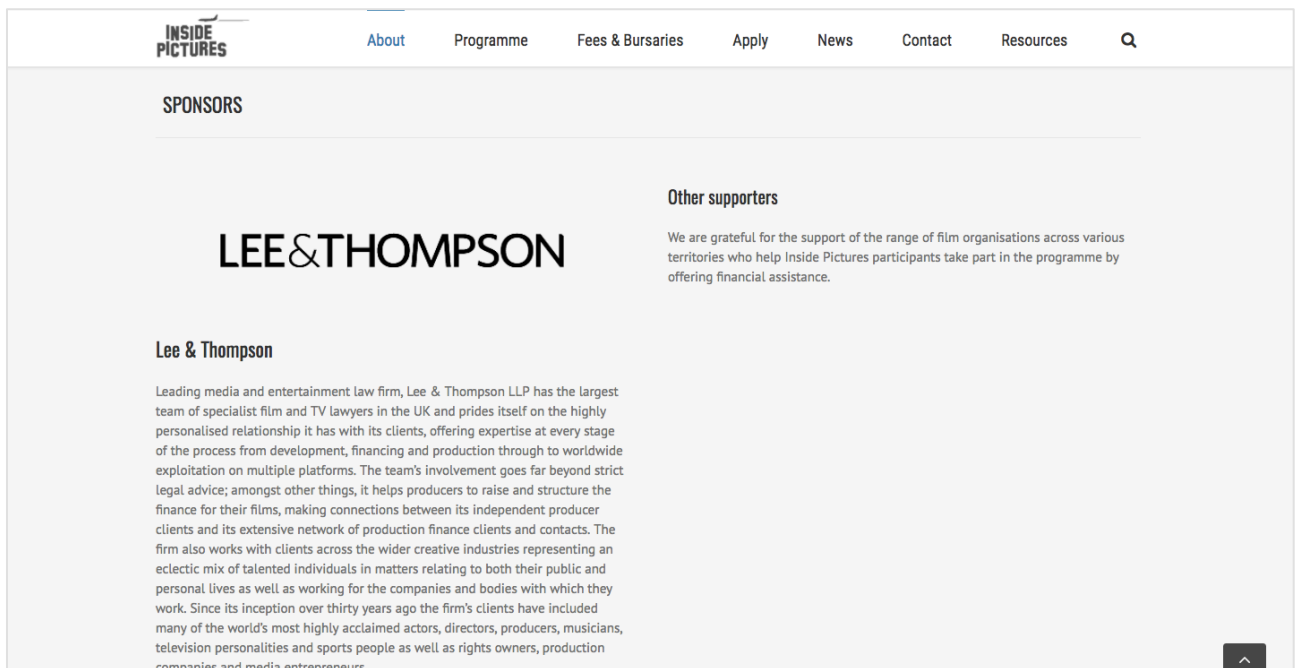 INSIDE
PICTURES
About Programme Fees & Bursaries Apply News Contact Resources
SPONSORS
LEE&THOMPSON
Other supporters
We are grateful for the support of the range of film organisations across various
territories who help Inside Pictures participants take part in the programme by
offering financial assistance.
Lee & Thompson
Leading media and entertainment law firm, Lee & Thompson LLP has the largest
team of specialist film and TV lawyers in the UK and prides itself on the highly
personalised relationship it has with its clients, offering expertise at every stage
of the process from development, financing and production through to worldwide
exploitation on multiple platforms. The team's involvement goes far beyond strict
legal advice; amongst other things, it helps producers to raise and structure the
finance for their films, making connections between its independent producer
clients and its extensive network of production finance clients and contacts. The
firm also works with clients across the wider creative industries representing an
eclectic mix of talented individuals in matters relating to both their public and
personal lives as well as working for the companies and bodies with which they
work. Since its inception over thirty years ago the firm's clients have included
many of the world's most highly acclaimed actors, directors, producers, musicians,
television personalities and sports people as well as rights owners, production
companies and media entrepreneurs.